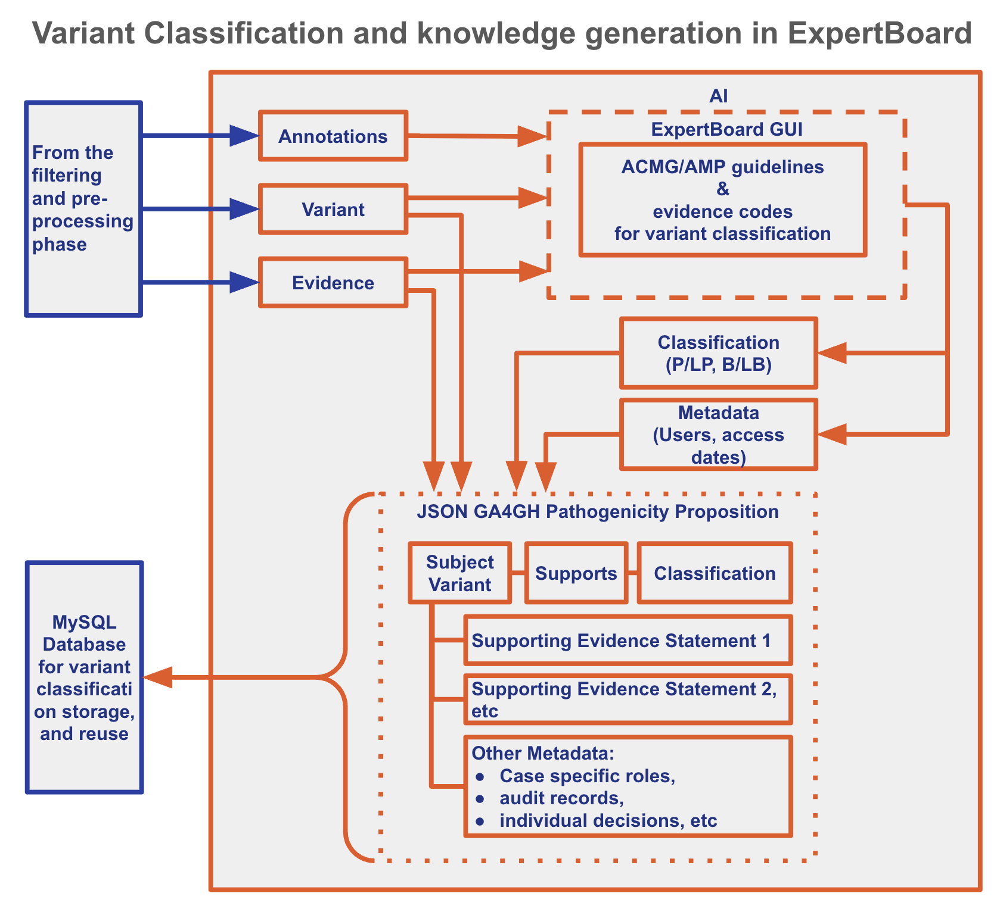 Variant Classification and knowledge generation in ExpertBoard
From the
filtering
and pre-
processing
phase
Annotations
Variant
Evidence
AI
ExpertBoard GUI
ACMG/AMP guidelines
&
evidence codes
for variant classification
Classification
(P/LP, B/LB)
Metadata
(Users, access
dates)
JSON GA4GH Pathogenicity Proposition
Subject
Variant
Supports
Classification
Supporting Evidence Statement 1
Supporting Evidence Statement 2,
etc
Other Metadata:
● Case specific roles,
● audit records,
● individual decisions, etc
MySQL
Database
for variant
classificati
on storage,
and reuse